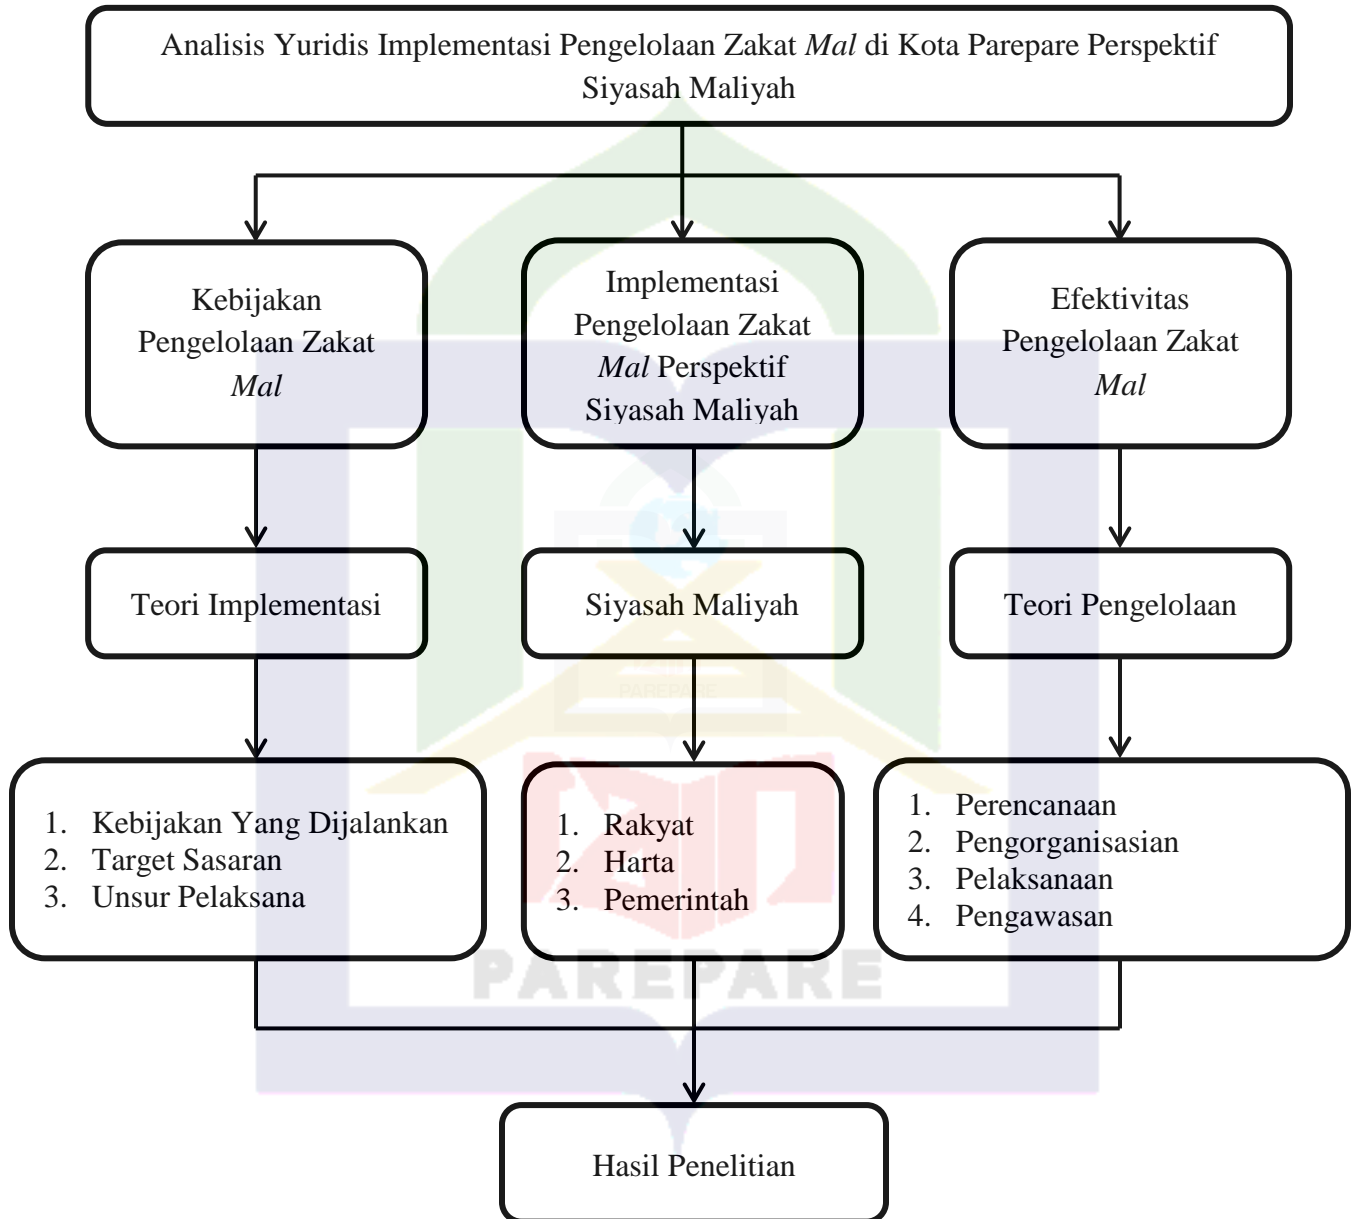 Analisis Yuridis Implementasi Pengelolaan Zakat Mal di Kota Parepare Perspektif
Siyasah Maliyah
Kebijakan
Pengelolaan Zakat
Mal
Implementasi
Pengelolaan Zakat
Mal Perspektif
Siyasah Maliyah
Efektivitas
Pengelolaan Zakat
Mal
Teori Implementasi
Siyasah Maliyah
Teori Pengelolaan
PAREPARE
1. Kebijakan Yang Dijalankan
2. Target Sasaran
3. Unsur Pelaksana
1. Rakyat
2. Harta
3. Pemerintah
1. Perencanaan
2. Pengorganisasian
3. Pelaksanaan
4. Pengawasan
PAREPARE
Hasil Penelitian